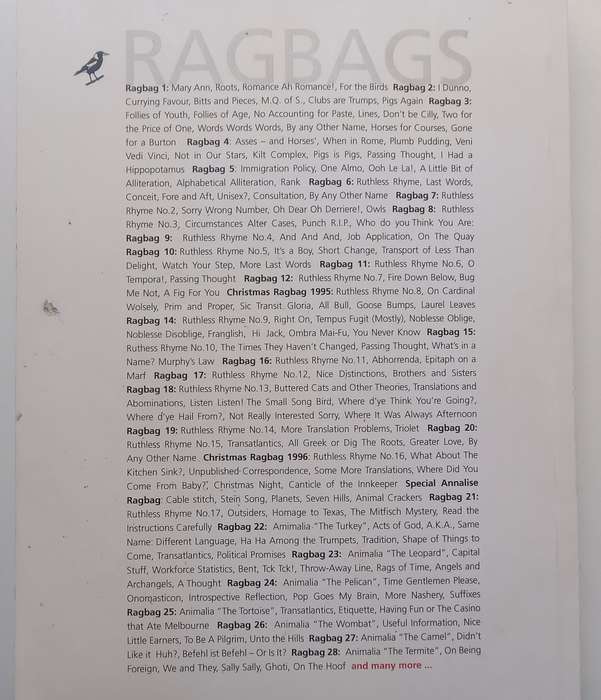 RAGBAGS
Ragbag 1: Mary Ann, Roots, Romance Ah Romance!, For the Birds Ragbag 2: I Dunno,
Currying Favour, Bitts and Pieces, M.Q. of S., Clubs are Trumps, Pigs Again Ragbag 3:
Follies of Youth, Follies of Age, No Accounting for Paste, Lines, Don't be Cilly, Two for
the Price of One, Words Words Words, By any Other Name, Horses for Courses, Gone
for a Burton Ragbag 4: Asses – and Horses', When in Rome, Plumb Pudding, Veni
Vedi Vinci, Not in Our Stars, Kilt Complex, Pigs is Pigs, Passing Thought, I Had a
Hippopotamus Ragbag 5: Immigration Policy, One Almo, Ooh Le La!, A Little Bit of
Alliteration, Alphabetical Alliteration, Rank Ragbag 6: Ruthless Rhyme, Last Words,
Conceit, Fore and Aft, Unisex?, Consultation, By Any Other Name Ragbag 7: Ruthless
Rhyme No.2, Sorry Wrong Number, Oh Dear Oh Derriere!, Owls Ragbag 8: Ruthless
Rhyme No.3, Circumstances Alter Cases, Punch R.I.P., Who do you Think You Are:
Ragbag 9: Ruthless Rhyme No.4, And And And, Job Application, On The Quay
Ragbag 10: Ruthless Rhyme No.5, It's a Boy, Short Change, Transport of Less Than
Delight, Watch Your Step, More Last Words Ragbag 11: Ruthless Rhyme No.6, O
Tempora!, Passing Thought Ragbag 12: Ruthless Rhyme No.7, Fire Down Below, Bug
Me Not, A Fig For You Christmas Ragbag 1995: Ruthless Rhyme No.8, On Cardinal
Wolsely, Prim and Proper, Sic Transit Gloria, All Bull, Goose Bumps, Laurel Leaves
Ragbag 14: Ruthless Rhyme No.9, Right On, Tempus Fugit (Mostly), Noblesse Oblige,
Noblesse Disoblige, Franglish, Hi Jack, Ombra Mai-Fu, You Never Know Ragbag 15:
Ruthess Rhyme No.10, The Times They Haven't Changed, Passing Thought, What's in a
Name? Murphy's Law Ragbag 16: Ruthless Rhyme No.11, Abhorrenda, Epitaph on a
Marf Ragbag 17: Ruthless Rhyme No.12, Nice Distinctions, Brothers and Sisters
Ragbag 18: Ruthless Rhyme No.13, Buttered Cats and Other Theories, Translations and
Abominations, Listen Listen! The Small Song Bird, Where d'ye Think You're Going?,
Where d'ye Hail From?, Not Really Interested Sorry, Where It Was Always Afternoon
Ragbag 19: Ruthless Rhyme No.14, More Translation Problems, Triolet Ragbag 20:
Ruthless Rhyme No.15, Transatlantics, All Greek or Dig The Roots, Greater Love, By
Any Other Name Christmas Ragbag 1996: Ruthless Rhyme No.16, What About The
Kitchen Sink?, Unpublished Correspondence, Some More Translations, Where Did You
Come From Baby?, Christmas Night, Canticle of the Innkeeper Special Annalise
Ragbag: Cable stitch, Stein Song, Planets, Seven Hills, Animal Crackers Ragbag 21:
Ruthless Rhyme No.17, Outsiders, Homage to Texas, The Mitfisch Mystery, Read the
Instructions Carefully Ragbag 22: Amimalia "The Turkey", Acts of God, A.K.A., Same
Name: Different Language, Ha Ha Among the Trumpets, Tradition, Shape of Things to
Come, Transatlantics, Political Promises Ragbag 23: Animalia "The Leopard", Capital
Stuff, Workforce Statistics, Bent, Tck Tck!, Throw-Away Line, Rags of Time, Angels and
Archangels, A Thought Ragbag 24: Animalia "The Pelican", Time Gentlemen Please,
Onomasticon, Introspective Reflection, Pop Goes My Brain, More Nashery, Suffixes
Ragbag 25: Animalia "The Tortoise", Transatlantics, Etiquette, Having Fun or The Casino
that Ate Melbourne Ragbag 26: Animalia "The Wombat", Useful Information, Nice
Little Earners, To Be A Pilgrim, Unto the Hills Ragbag 27: Animalia "The Camel", Didn't
Like it Huh?, Befehl ist Befehl – Or Is It? Ragbag 28: Animalia "The Termite", On Being
Foreign, We and They, Sally Sally, Ghoti, On The Hoof and many more ...